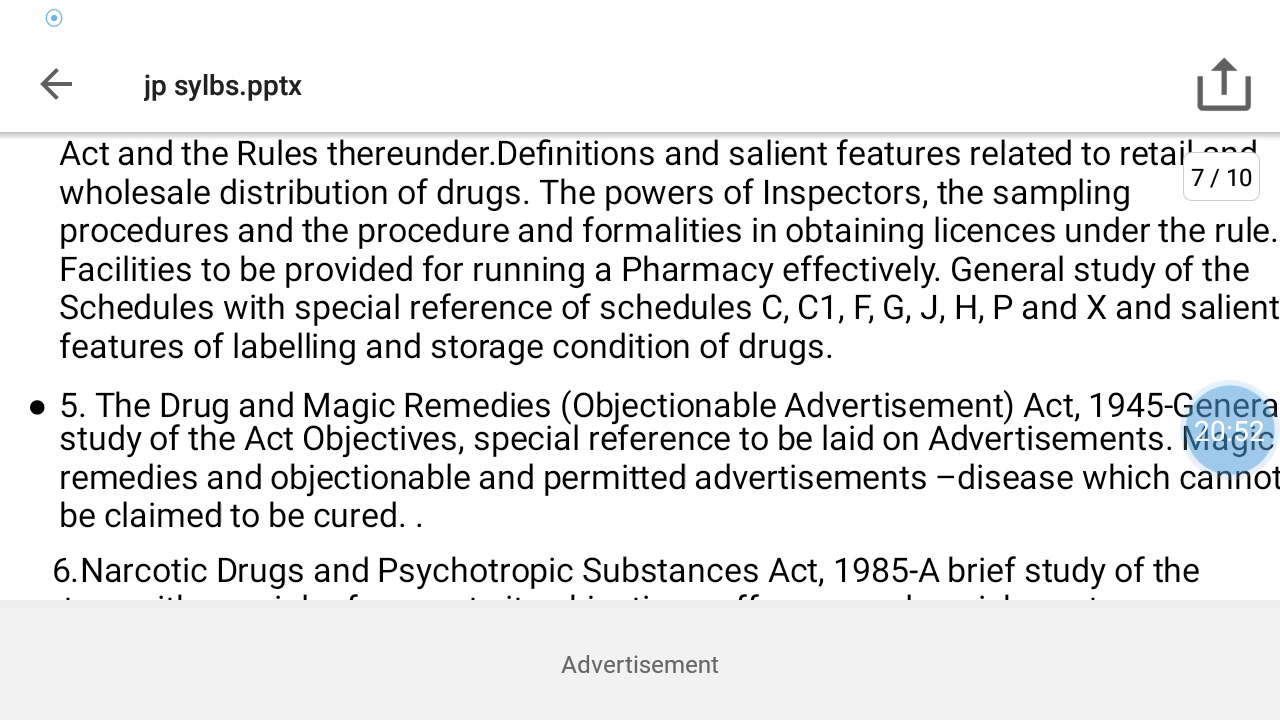 jp sylbs.pptx
Act and the Rules thereunder.Definitions and salient features related to retail and
7 / 10
wholesale distribution of drugs. The powers of Inspectors, the sampling
procedures and the procedure and formalities in obtaining licences under the rule.
Facilities to be provided for running a Pharmacy effectively. General study of the
Schedules with special reference of schedules C, C1, F, G, J, H, P and X and salient
features of labelling and storage condition of drugs.
● 5. The Drug and Magic Remedies (Objectionable Advertisement) Act, 1945-Genera
20:52
study of the Act Objectives, special reference to be laid on Advertisements. Magic
remedies and objectionable and permitted advertisements –disease which cannot
be claimed to be cured. .
6.Narcotic Drugs and Psychotropic Substances Act, 1985-A brief study of the
Advertisement